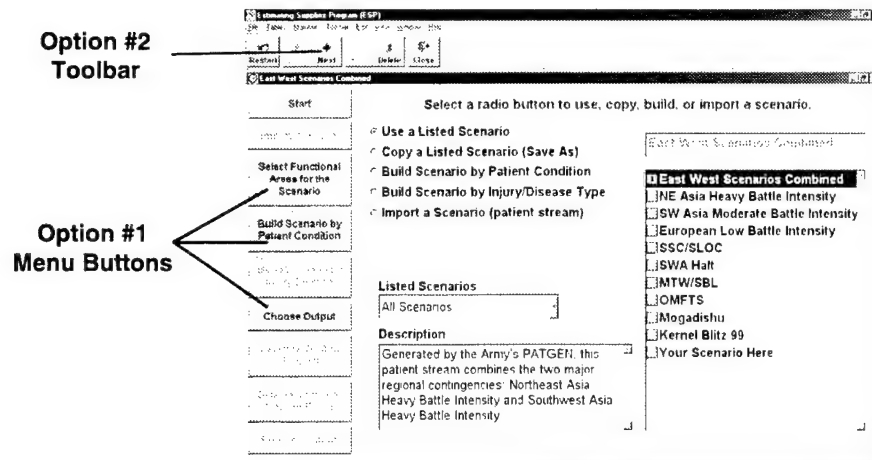 Estimating Supplies Program (ESP)
Option #2
Toolbar
Restart
Next
Delete
Close
East West Scenarios Combined
Start
Select a radio button to use, copy, build, or import a scenario.
Use a Listed Scenario
Copy a Listed Scenario (Save As)
Build Scenario by Patient Condition
Build Scenario by Injury/Disease Type
Import a Scenario (patient stream)
East West Scenarios Combined
Select Functional
Areas for the
Scenario
Build Scenario by
Patient Condition
Option #1
Menu Buttons
Choose Output
Listed Scenarios
All Scenarios
Description
Generated by the Army's PATGEN, this
patient stream combines the two major
regional contingencies: Northeast Asia
Heavy Battle Intensity and Southwest Asia
Heavy Battle Intensity
East West Scenarios Combined
NE Asia Heavy Battle Intensity
SW Asia Moderate Battle Intensity
European Low Battle Intensity
SSC/SLOC
SWA Halt
MTW/SBL
OMFTS
Mogadishu
Kernel Blitz 99
Your Scenario Here